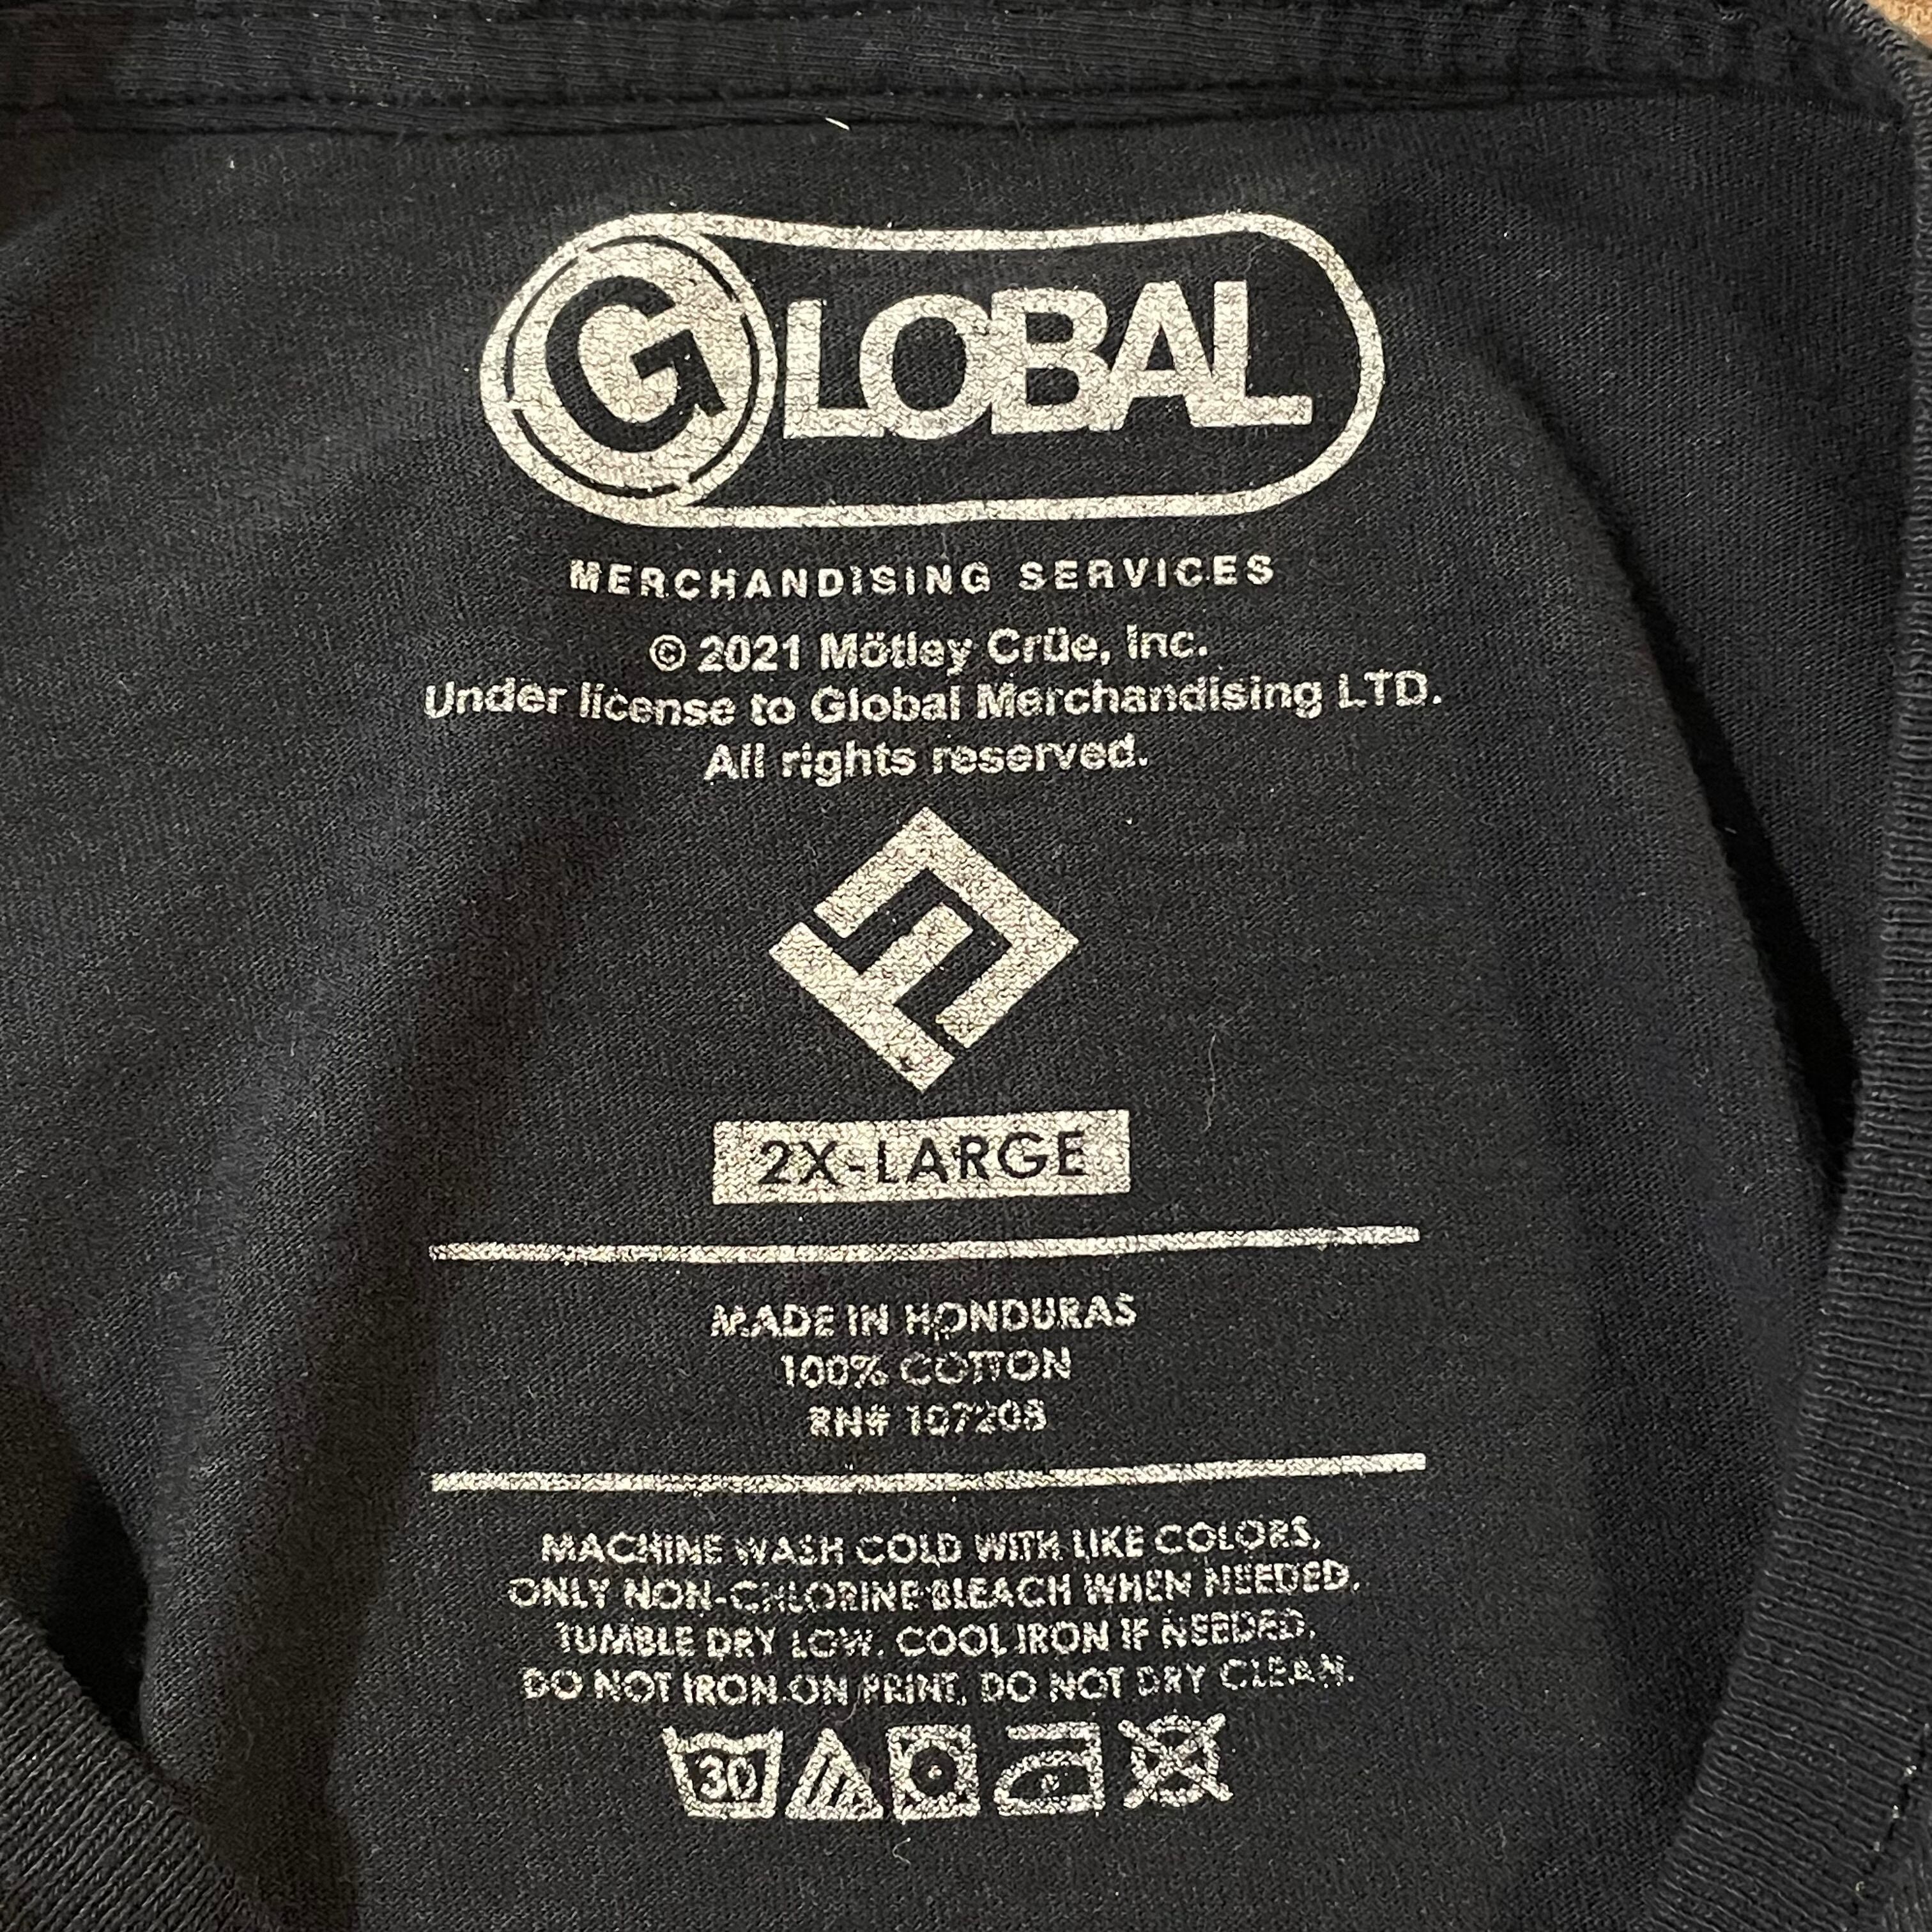 GLOBAL
MERCHANDISING SERVICES
© 2021 Mötley Crüe, Inc.
Under license to Global Merchandising LTD.
All rights reserved.
2X-LARGE
MADE IN HONDURAS
100% COTTON
RN# 107208
MACHINE WASH COLD WITH LIKE COLORS,
ONLY NON-CHLORINE BLEACH WHEN NEEDED.
TUMBLE DRY LOW. COOL IRON IF NEEDED.
DO NOT IRON ON PRINT. DO NOT DRY CLEAN.
30